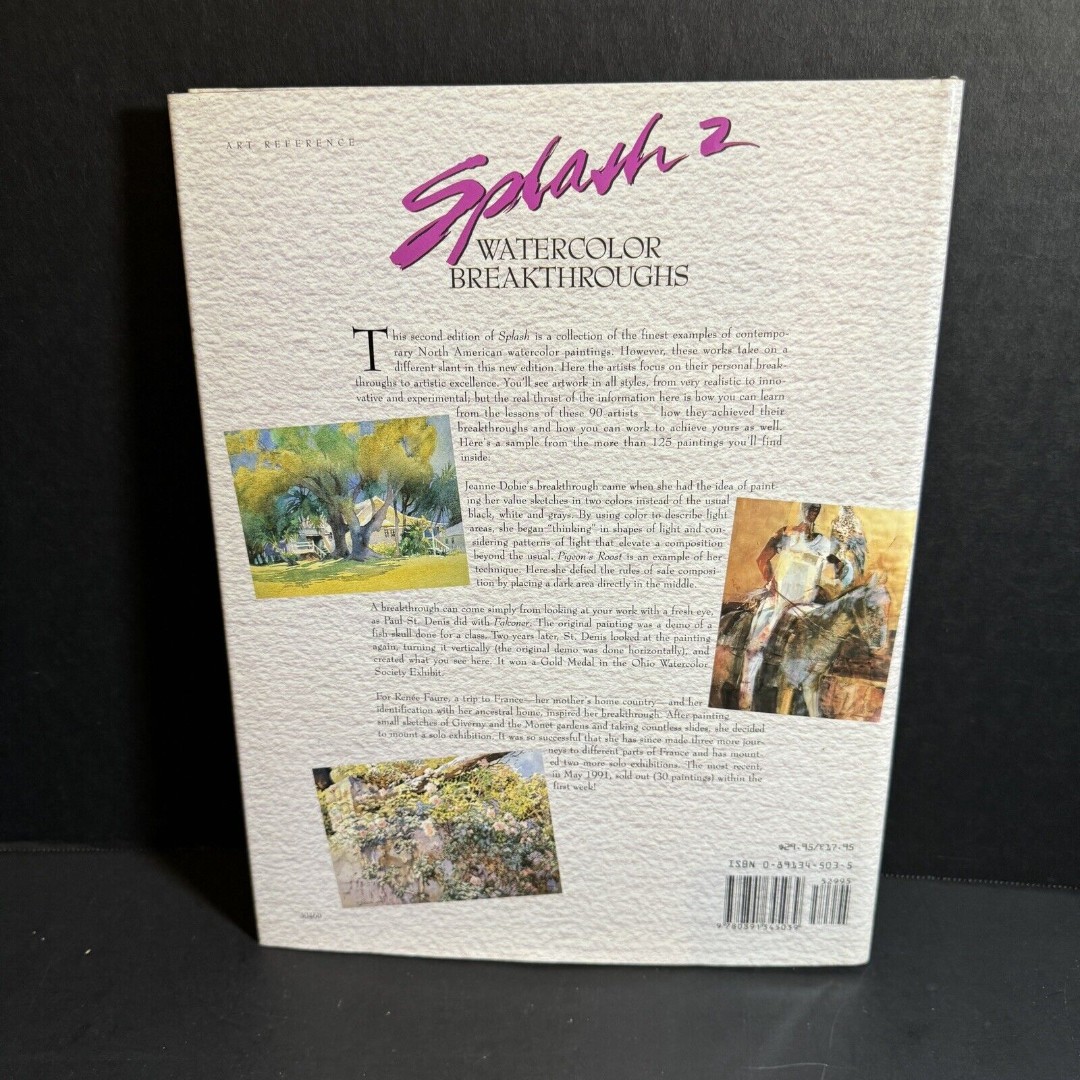 ART REFERENCE
Splash 2
WATERCOLOR
BREAKTHROUGHS
This second edition of Splash is a collection of the finest examples of contempo-
rary North American watercolor paintings. However, these works take on a
different slant in this new edition. Here the artists focus on their personal break-
throughs to artistic excellence. You'll see artwork in all styles, from very realistic to inno-
vative and experimental, but the real thrust of the information here is how you can learn
from the lessons of these 90 artists — how they achieved their
breakthroughs and how you can work to achieve yours as well.
Here's a sample from the more than 125 paintings you'll find
inside:
Jeanne Dobie's breakthrough came when she had the idea of paint-
ing her value sketches in two colors instead of the usual
black, white and grays. By using color to describe light
areas, she began "thinking" in shapes of light and con-
sidering patterns of light that elevate a composition
beyond the usual. Pigeon's Roost is an example of her
technique. Here she defied the rules of safe composi-
tion by placing a dark area directly in the middle.
A breakthrough can come simply from looking at your work with a fresh eye,
as Paul St. Denis did with Falconer. The original painting was a demo of a
fish skull done for a class. Two years later, St. Denis looked at the painting
again, turning it vertically (the original demo was done horizontally), and
created what you see here. It won a Gold Medal in the Ohio Watercolor
Society Exhibit.
For Renée Faure, a trip to France—her mother's home country—and her
identification with her ancestral home, inspired her breakthrough. After painting
small sketches of Giverny and the Monet gardens and taking countless slides, she decided
to mount a solo exhibition. It was so successful that she has since made three more jour-
neys to different parts of France and has mount-
ed two more solo exhibitions. The most recent,
in May 1991, sold out (30 paintings) within the
first week!
$29.95/£17.95
ISBN 0-89134-503-5
52995
9780891345039